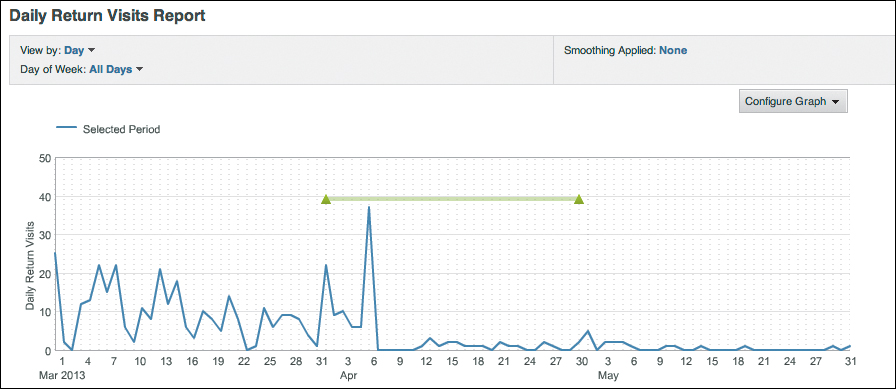 Daily Return Visits Report
View by: Day
Smoothing Applied: None
Day of Week: All Days
Configure Graph
Selected Period
50
40
30
20
10
0
Daily Return Visits
1 4 7 10 13 16 19 22 25 28 31 3 6 9 12 15 18 21 24 27 30 3 6 9 12 15 18 21 24 27 31
Mar 2013 Apr May